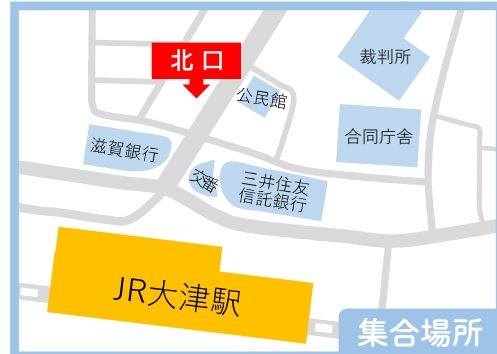 北口
裁判所
公民館
合同庁舎
滋賀銀行
交番
三井住友
信託銀行
JR大津駅
集合場所